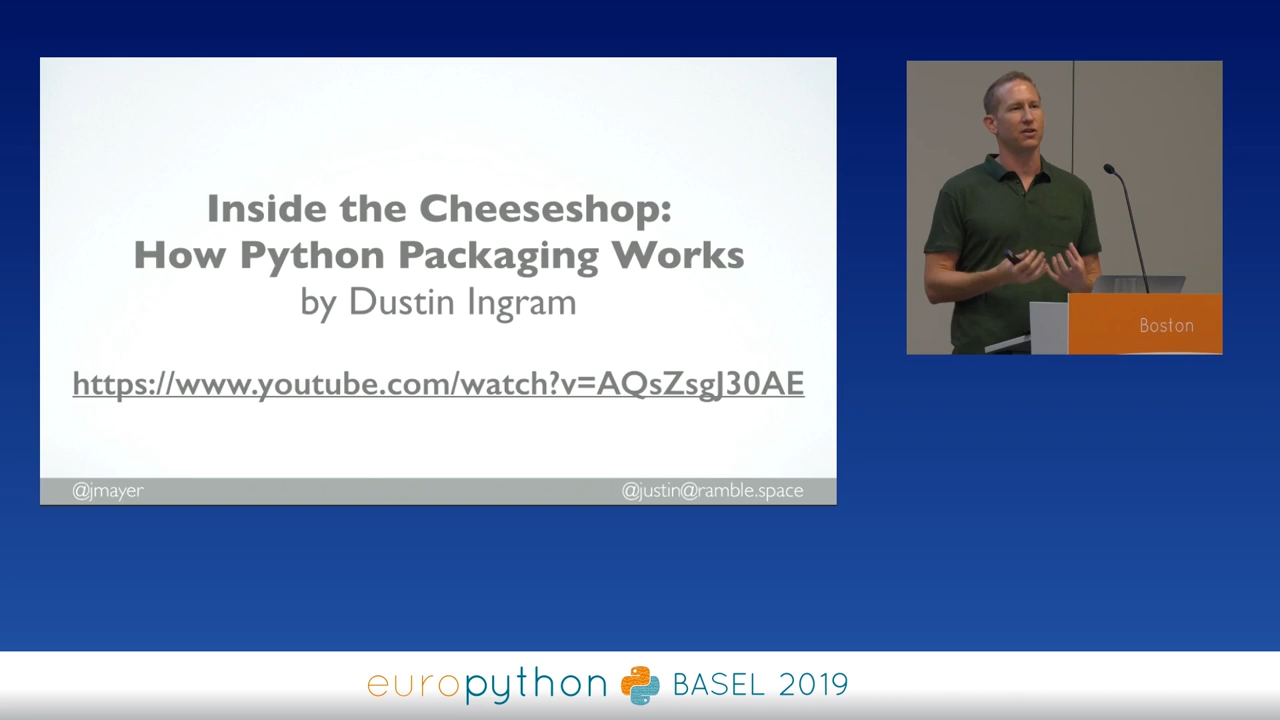 Inside the Cheeseshop:
How Python Packaging Works
by Dustin Ingram
https://www.youtube.com/watch?v=AQsZsgJ30AE
@jmayer
@justin@ramble.space
Boston
europython BASEL 2019